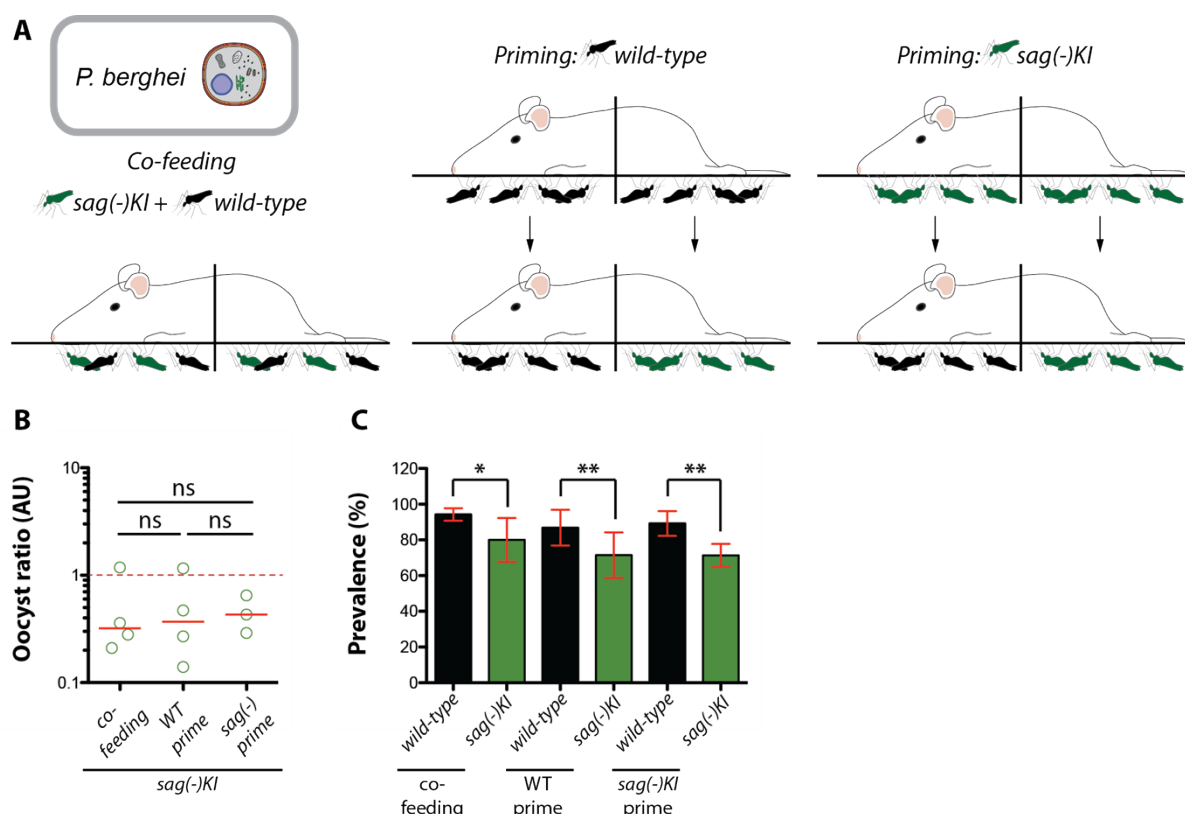 A
P. berghei
Co-feeding
sag(-)KI + wild-type
Priming: wild-type
Priming: sag(-)KI
B
Oocyst ratio (AU)
10
1
0.1
ns
ns
ns
co-
feeding
WT
prime
sag(-)
prime
sag(-)KI
C
Prevalence (%)
120
100
80
60
40
20
0
*
**
**
wild-type
sag(-)KI
wild-type
sag(-)KI
wild-type
sag(-)KI
co-
feeding
WT
prime
sag(-)KI
prime